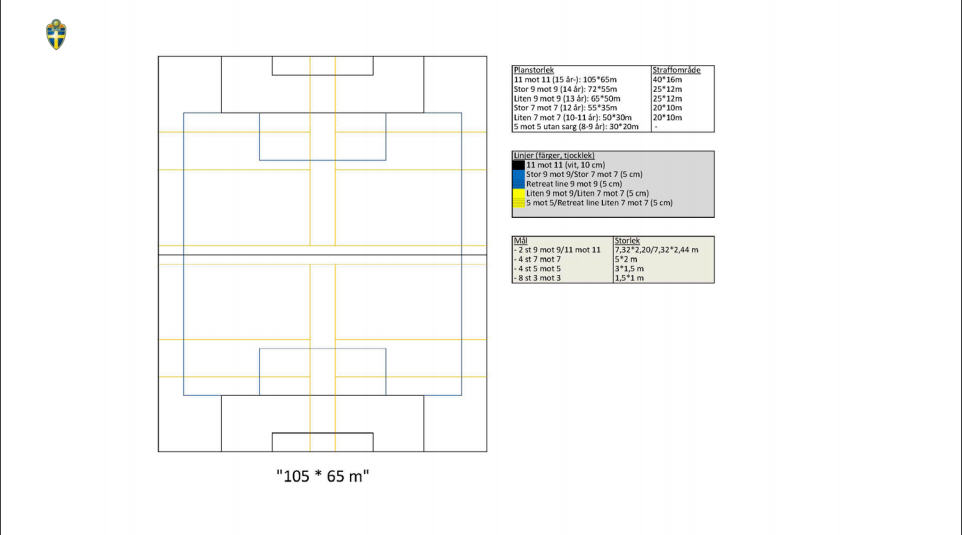 Planstorlek Straffområde
11 mot 11 (15 år-): 105*65m 40*16m
Stor 9 mot 9 (14 år): 72*55m 25*12m
Liten 9 mot 9 (13 år): 65*50m 25*12m
Stor 7 mot 7 (12 år): 55*35m 20*10m
Liten 7 mot 7 (10-11 år): 50*30m 20*10m
5 mot 5 utan sarg (8-9 år): 30*20m -
Linjer (färger, tjocklek)
11 mot 11 (vit, 10 cm)
Stor 9 mot 9/Stor 7 mot 7 (5 cm)
Retreat line 9 mot 9 (5 cm)
Liten 9 mot 9/Liten 7 mot 7 (5 cm)
5 mot 5/Retreat line Liten 7 mot 7 (5 cm)
Mål Storlek
- 2 st 9 mot 9/11 mot 11 7,32*2,20/7,32*2,44 m
- 4 st 7 mot 7 5*2 m
- 4 st 5 mot 5 3*1,5 m
- 8 st 3 mot 3 1,5*1 m
"105 * 65 m"